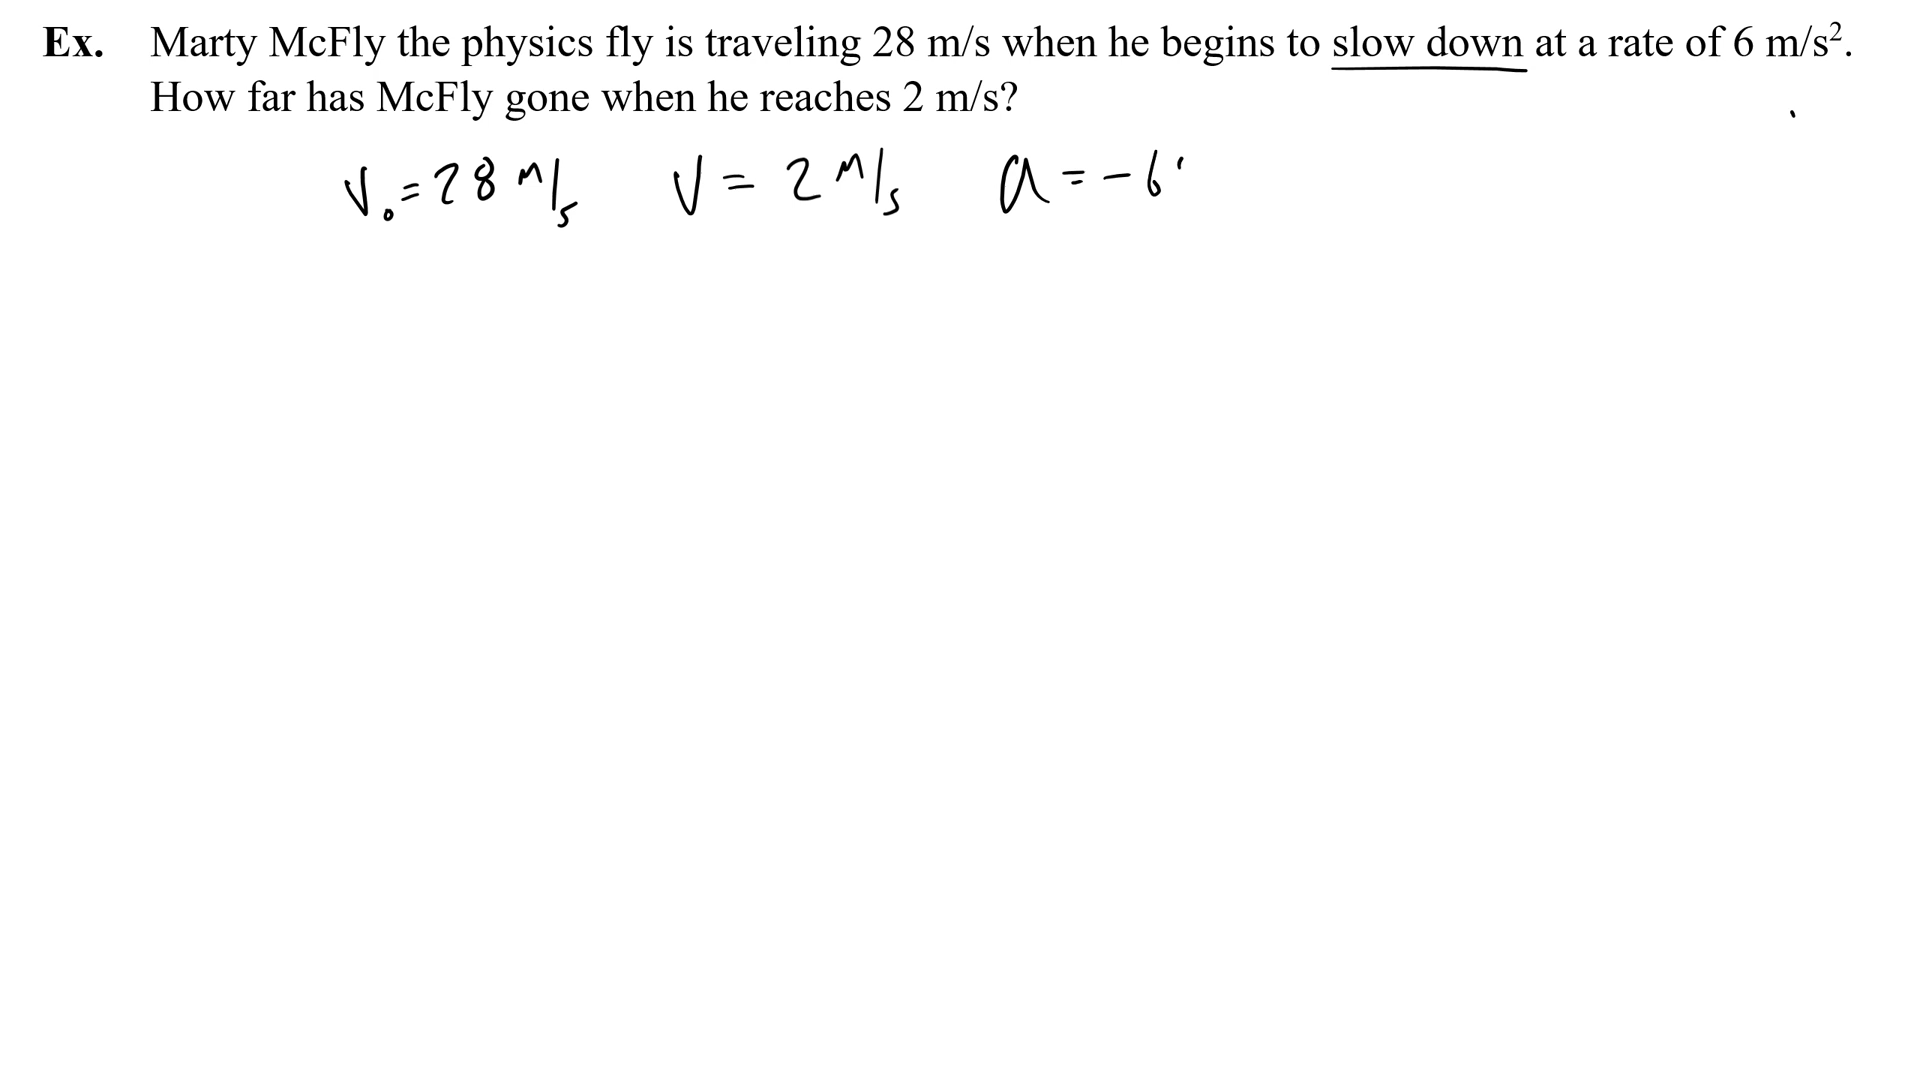 Ex. Marty McFly the physics fly is traveling 28 m/s when he begins to slow down at a rate of 6 m/s².
How far has McFly gone when he reaches 2 m/s?
v₀ = 28 m/s v = 2 m/s a = -6